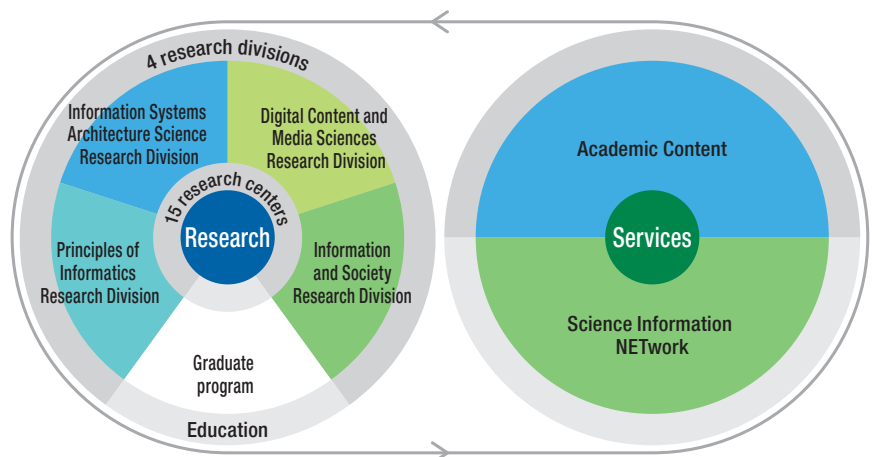 4 research divisions
Information Systems
Architecture Science
Research Division
Digital Content and
Media Sciences
Research Division
15 research centers
Research
Principles of
Informatics
Research Division
Information
and Society
Research Division
Graduate
program
Education
Academic Content
Services
Science Information
NETwork